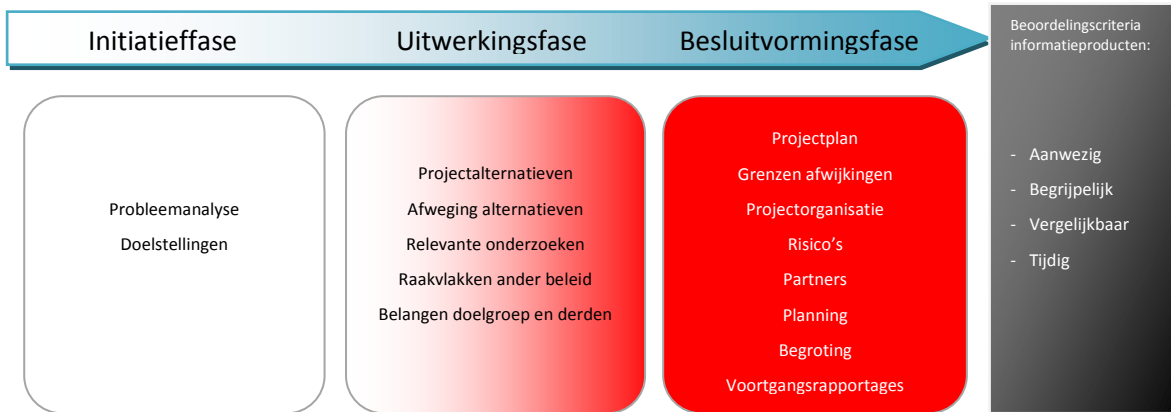 Initiatieffase
Uitwerkingsfase
Besluitvormingsfase
Probleemanalyse
Doelstellingen
Projectalternatieven
Afweging alternatieven
Relevante onderzoeken
Raakvlakken ander beleid
Belangen doelgroep en derden
Projectplan
Grenzen afwijkingen
Projectorganisatie
Risico's
Partners
Planning
Begroting
Voortgangsrapportages
Beoordelingscriteria
informatieproducten:
- Aanwezig
- Begrijpelijk
- Vergelijkbaar
- Tijdig